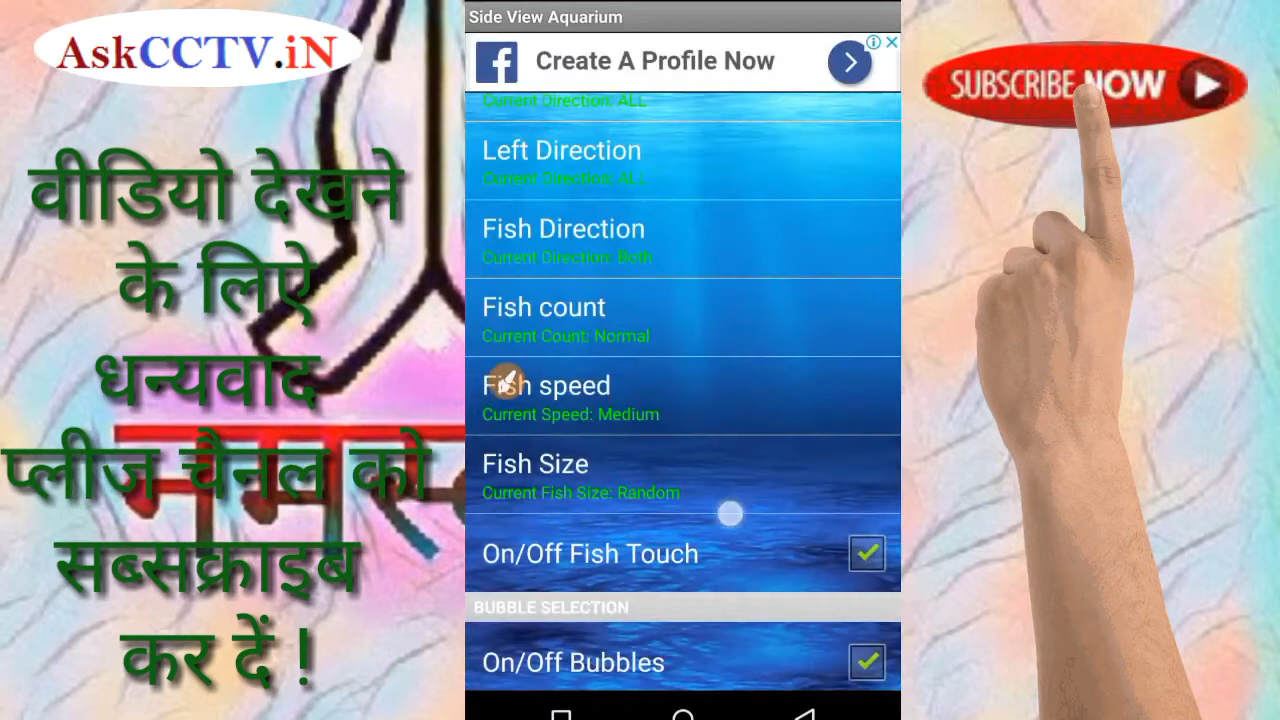 AskCCTV.iN
वीडियो देखने
के लिऐ
धन्यवाद
प्लीज चैनल को
सब्सक्राइब
कर दें !
Side View Aquarium
Create A Profile Now
Current Direction: ALL
Left Direction
Current Direction: ALL
Fish Direction
Current Direction: Both
Fish count
Current Count: Normal
Fish speed
Current Speed: Medium
Fish Size
Current Fish Size: Random
On/Off Fish Touch
BUBBLE SELECTION
On/Off Bubbles
SUBSCRIBE NOW